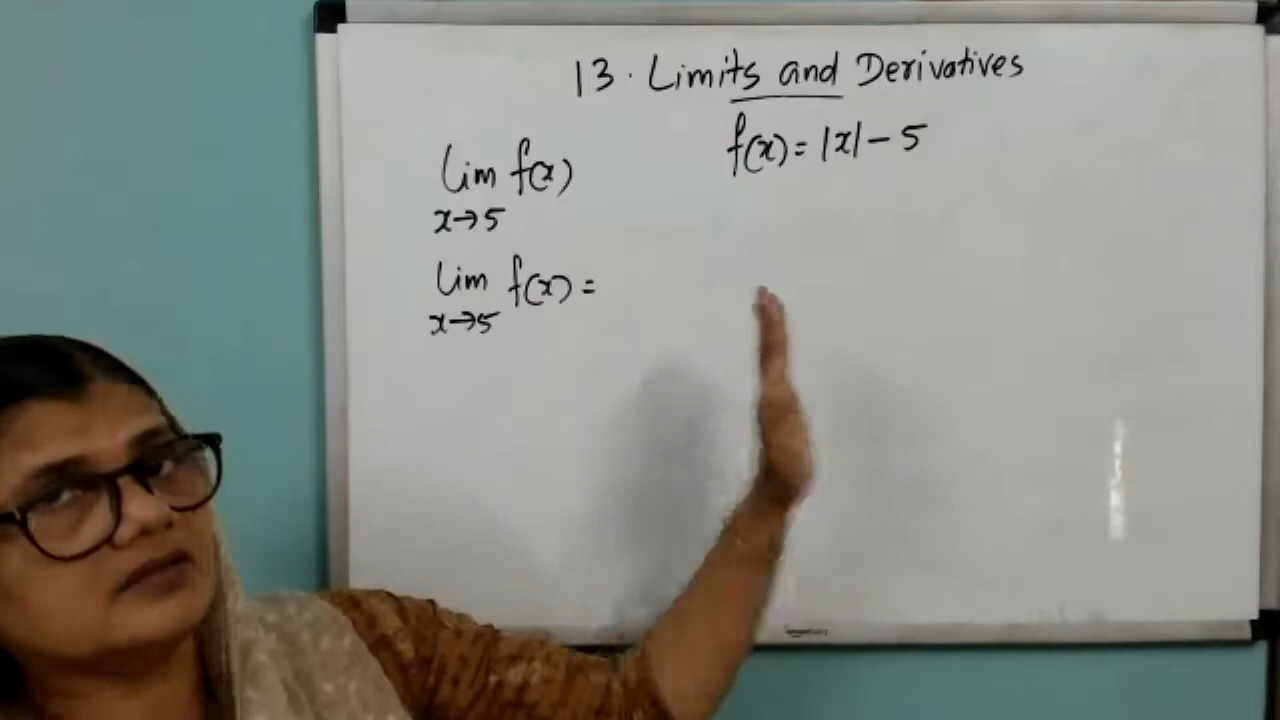 13. Limits and Derivatives
f(x) = |x| - 5
lim f(x)
x→5
lim f(x) =
x→5